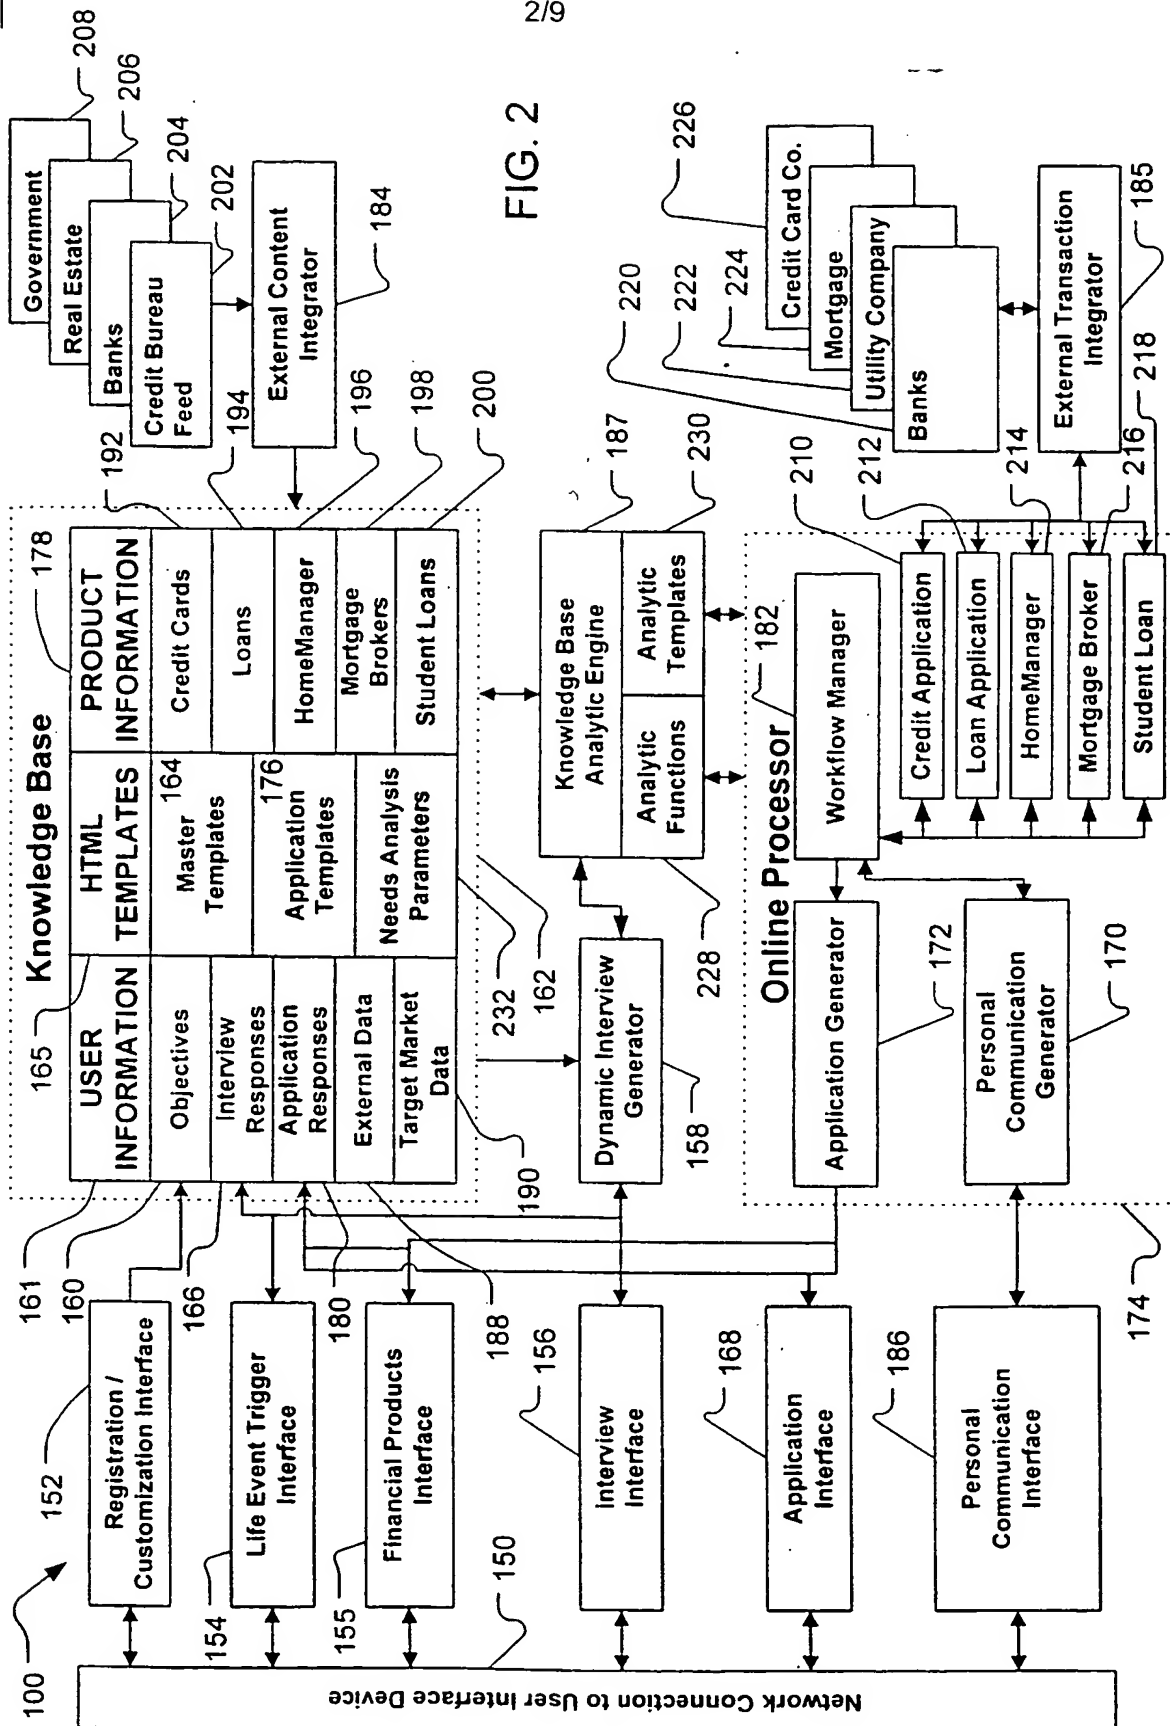 2/9
FIG. 2
100
Network Connection to User Interface Device
150
152
Registration /
Customization Interface
154
Life Event Trigger
Interface
155
Financial Products
Interface
156
Interview
Interface
168
Application
Interface
186
Personal
Communication
Interface
161
160
166
180
188
190
165
Knowledge Base
178
USER
INFORMATION
Objectives
Interview
Responses
Application
Responses
External Data
Target Market
Data
HTML
TEMPLATES
Master
Templates
164
Application
Templates
176
Needs Analysis
Parameters
PRODUCT
INFORMATION
Credit Cards
Loans
HomeManager
Mortgage
Brokers
Student Loans
192
194
196
198
200
232
162
Government
208
Real Estate
206
Banks
204
Credit Bureau
Feed
202
External Content
Integrator
184
Dynamic Interview
Generator
158
Knowledge Base
Analytic Engine
187
Analytic
Functions
228
Analytic
Templates
230
Online Processor
174
Application Generator
172
Personal
Communication
Generator
170
Workflow Manager
182
Credit Application
210
Loan Application
212
HomeManager
214
Mortgage Broker
216
Student Loan
218
Credit Card Co.
226
Mortgage
224
Utility Company
222
Banks
220
External Transaction
Integrator
185